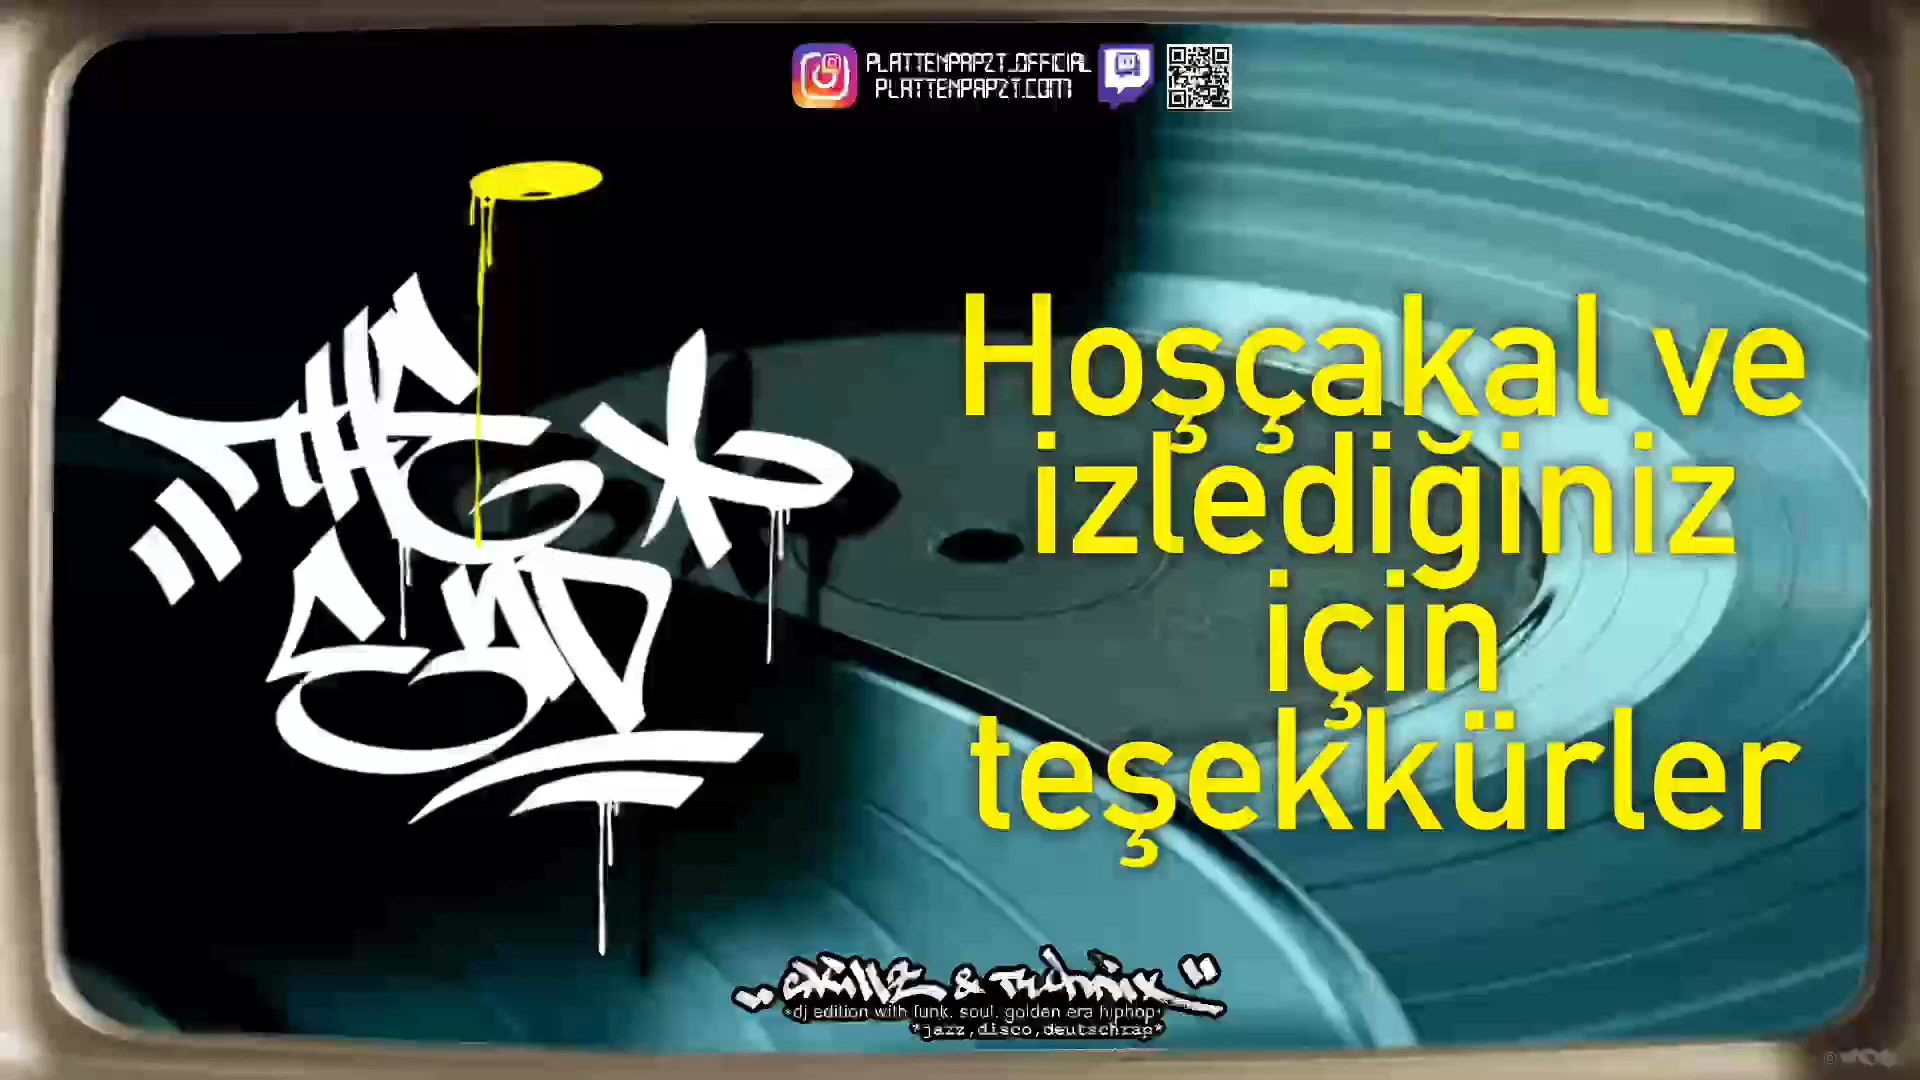 PLATTENPAPZT_OFFICIAL
PLATTENPAPZT.COM
THE
END
Hoşçakal ve
izlediğiniz
için
teşekkürler
"Skillz & Technix"
*dj edition with funk, soul, golden era hiphop*
*jazz,disco,deutschrap*